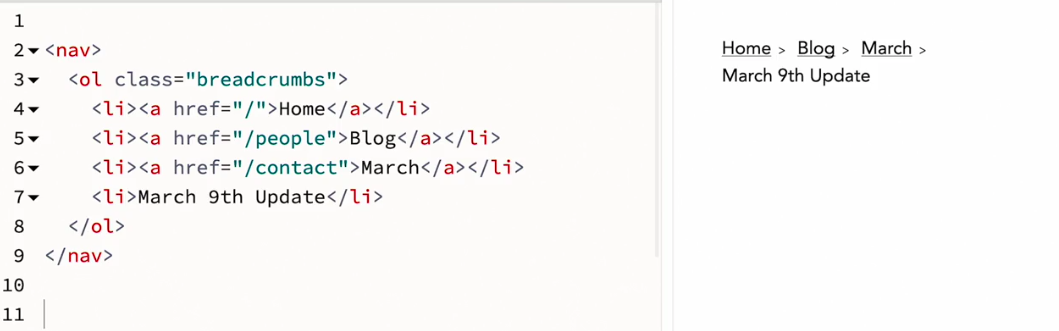 1
2 <nav>
3 <ol class="breadcrumbs">
4 <li><a href="/">Home</a></li>
5 <li><a href="/people">Blog</a></li>
6 <li><a href="/contact">March</a></li>
7 <li>March 9th Update</li>
8 </ol>
9 </nav>
10
11
Home > Blog > March >
March 9th Update